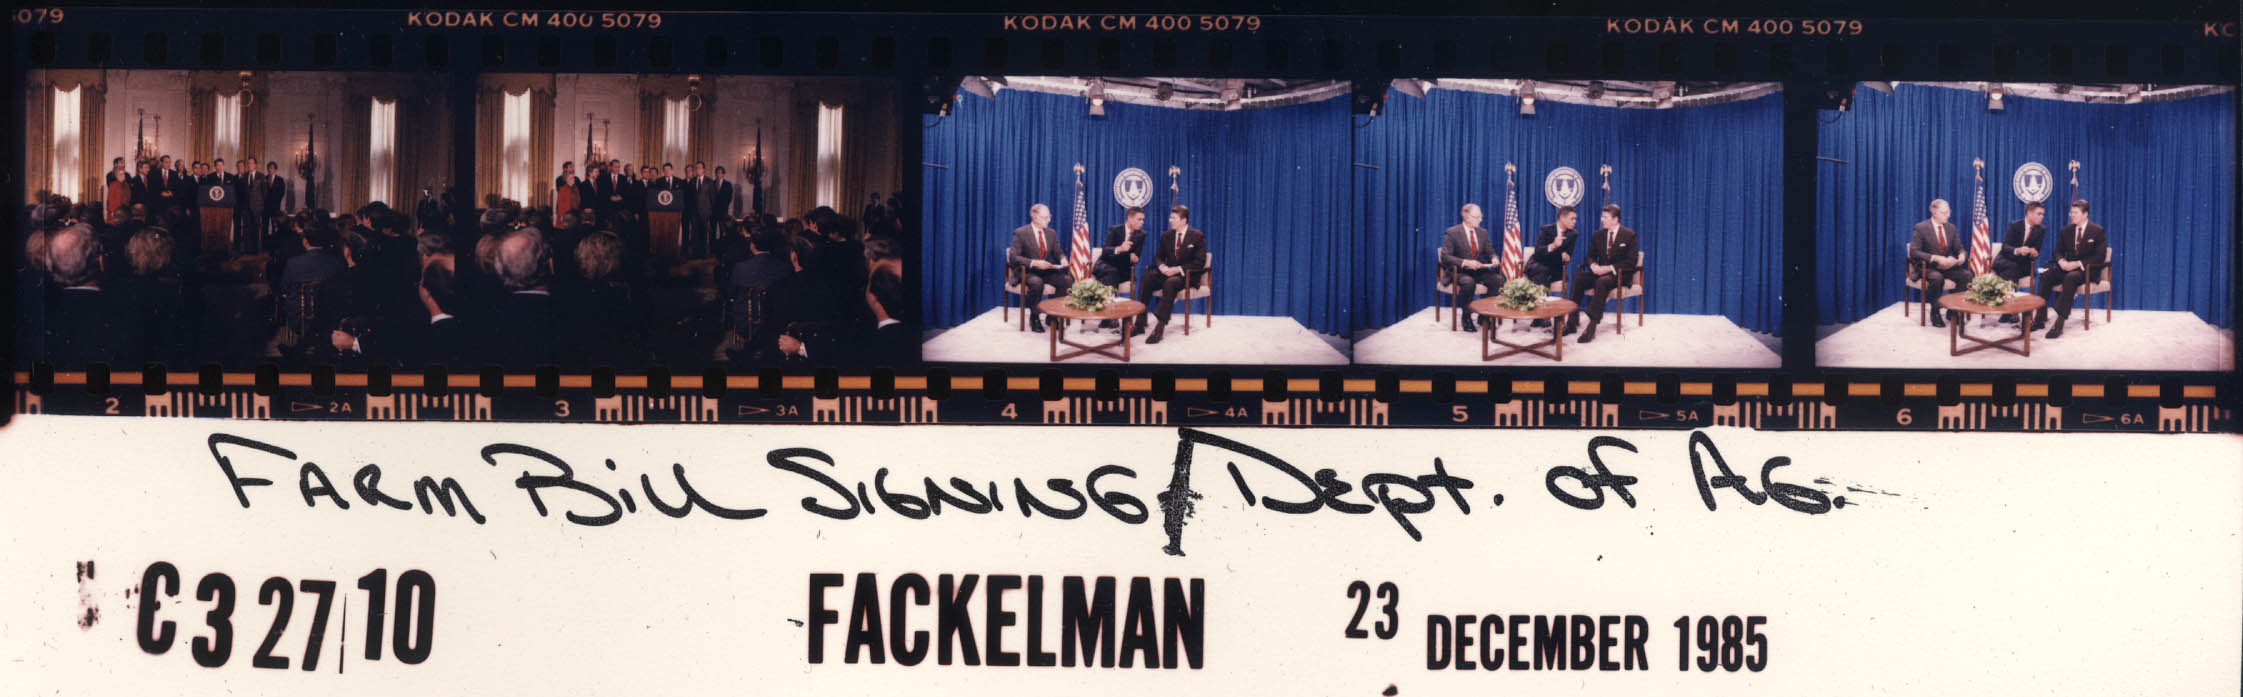 5079 KODAK CM 400 5079 KODAK CM 400 5079 KODAK CM 400 5079
2 2A 3 3A 4 4A 5 5A 6 6A
FARM BILL SIGNING/DEpt. of AG.
C32710 FACKELMAN 23 DECEMBER 1985